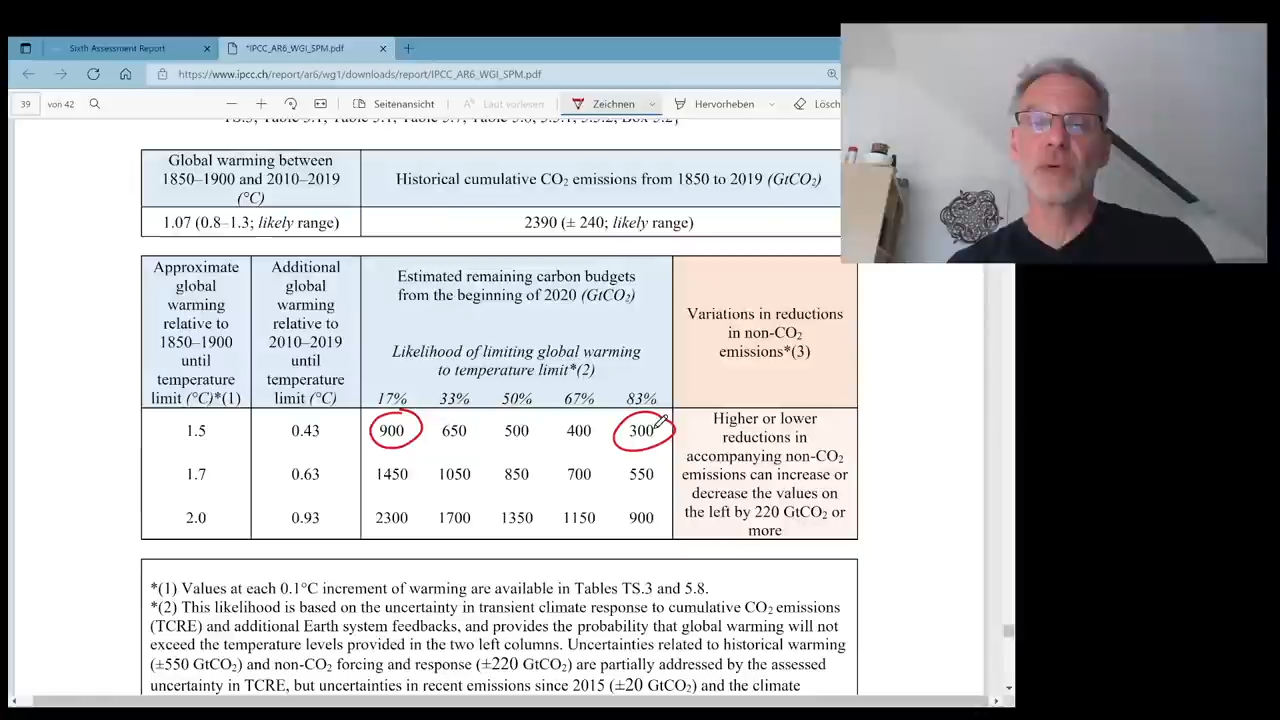 Sixth Assessment Report
*IPCC_AR6_WGI_SPM.pdf
https://www.ipcc.ch/report/ar6/wg1/downloads/report/IPCC_AR6_WGI_SPM.pdf
39 von 42
Seitenansicht
Laut vorlesen
Zeichnen
Hervorheben
Lösch
Global warming between
1850–1900 and 2010–2019
(°C)
Historical cumulative CO2 emissions from 1850 to 2019 (GtCO2)
1.07 (0.8–1.3; likely range)
2390 (± 240; likely range)
Approximate
global
warming
relative to
1850–1900
until
temperature
limit (°C)*(1)
Additional
global
warming
relative to
2010–2019
until
temperature
limit (°C)
Estimated remaining carbon budgets
from the beginning of 2020 (GtCO2)
Likelihood of limiting global warming
to temperature limit*(2)
17% 33% 50% 67% 83%
Variations in reductions
in non-CO2
emissions*(3)
1.5 0.43 900 650 500 400 300
1.7 0.63 1450 1050 850 700 550
2.0 0.93 2300 1700 1350 1150 900
Higher or lower
reductions in
accompanying non-CO2
emissions can increase or
decrease the values on
the left by 220 GtCO2 or
more
*(1) Values at each 0.1°C increment of warming are available in Tables TS.3 and 5.8.
*(2) This likelihood is based on the uncertainty in transient climate response to cumulative CO2 emissions
(TCRE) and additional Earth system feedbacks, and provides the probability that global warming will not
exceed the temperature levels provided in the two left columns. Uncertainties related to historical warming
(±550 GtCO2) and non-CO2 forcing and response (±220 GtCO2) are partially addressed by the assessed
uncertainty in TCRE, but uncertainties in recent emissions since 2015 (±20 GtCO2) and the climate